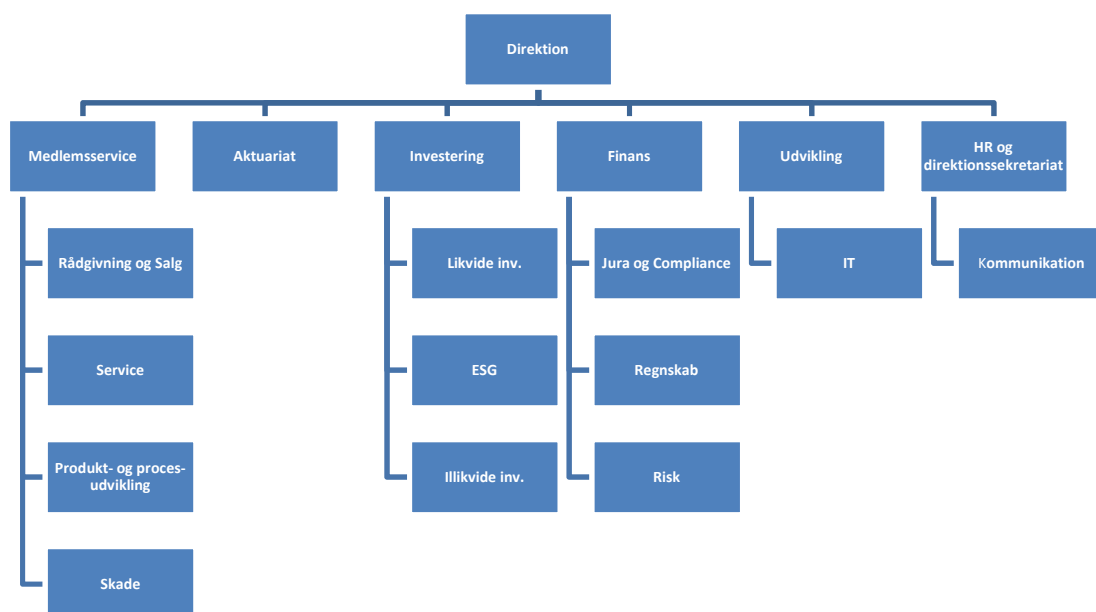 Direktion
Medlemsservice
Aktuariat
Investering
Finans
Udvikling
HR og
direktionssekretariat
Rådgivning og Salg
Likvide inv.
Jura og Compliance
IT
Kommunikation
Service
ESG
Regnskab
Produkt- og proces-
udvikling
Illikvide inv.
Risk
Skade